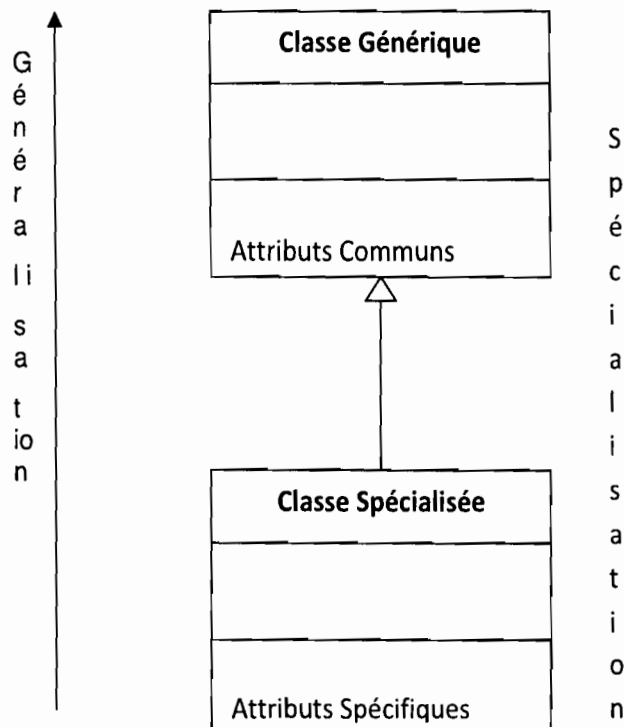 Généralisation
Classe Générique
Attributs Communs
Classe Spécialisée
Attributs Spécifiques
Spécialisation